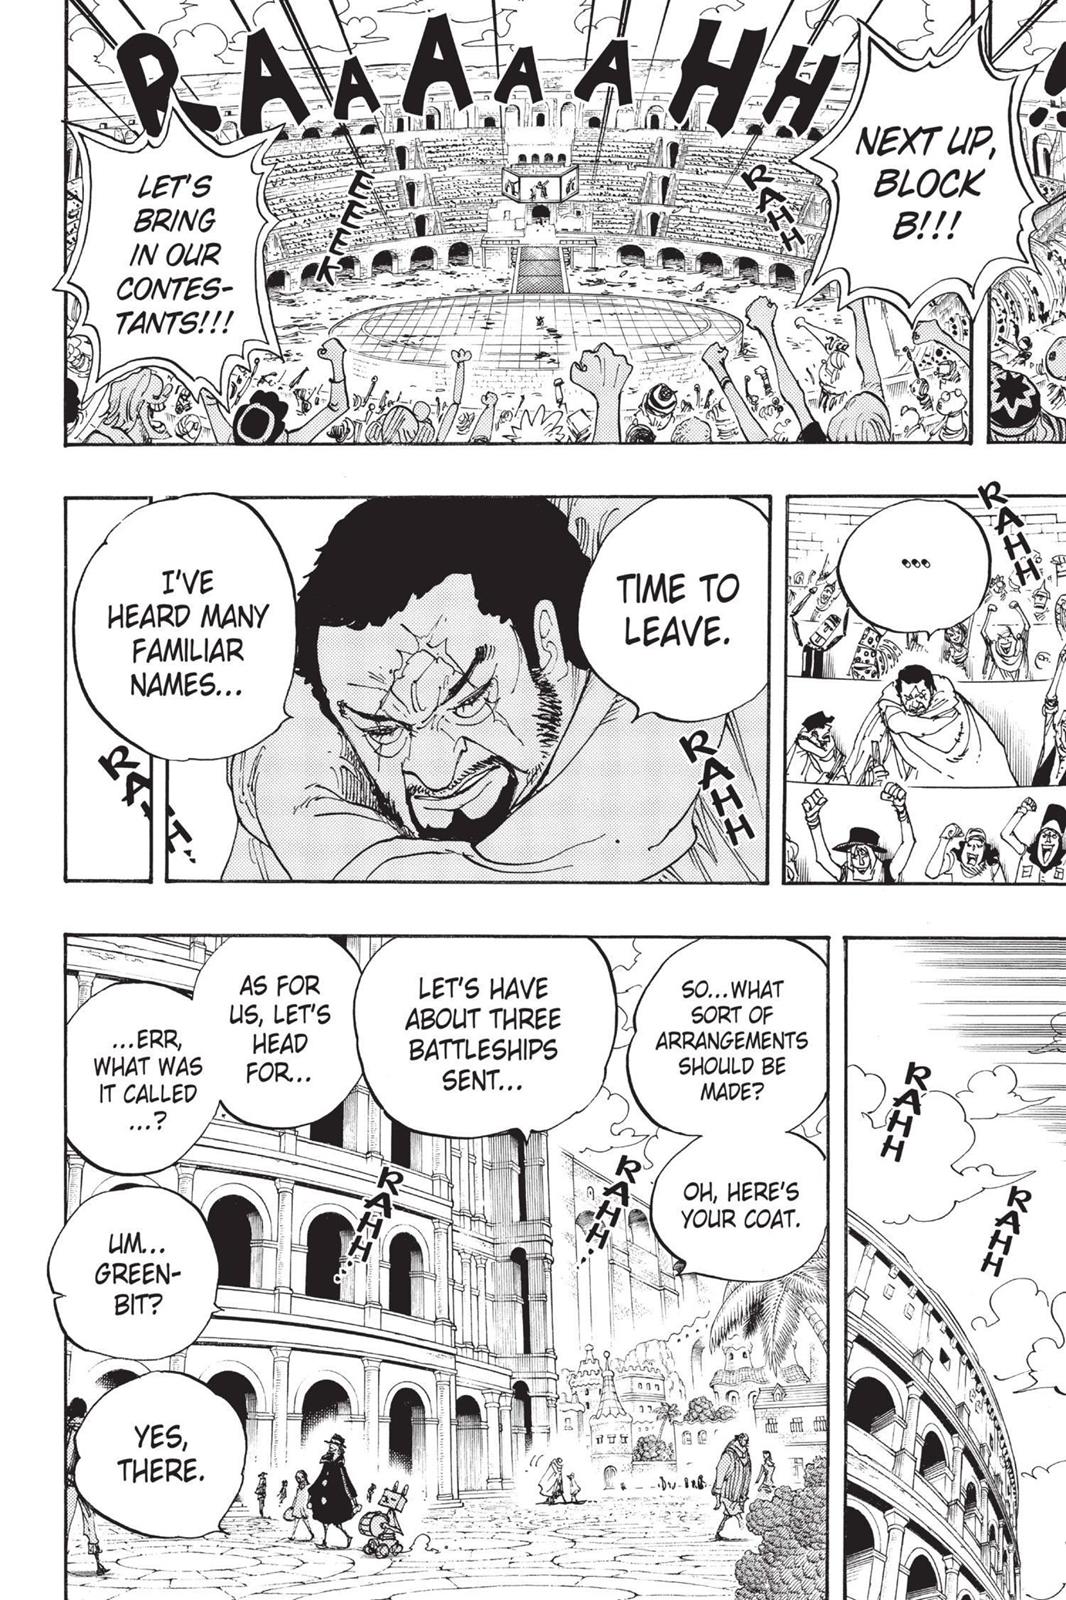 NEXT UP,
BLOCK
B!!!
RAAAAAHH
RAHH
EEEEK
LET'S
BRING
IN OUR
CONTES-
TANTS!!!
RAHH
...
TIME TO
LEAVE.
RAHH
I'VE
HEARD MANY
FAMILIAR
NAMES...
RAHH..
RAHH
RAHH
SO...WHAT
SORT OF
ARRANGEMENTS
SHOULD BE
MADE?
OH, HERE'S
YOUR COAT.
LET'S HAVE
ABOUT THREE
BATTLESHIPS
SENT...
RAHH..
AS FOR
US, LET'S
HEAD
FOR...
RAHH...
...ERR,
WHAT WAS
IT CALLED
...?
UM...
GREEN-
BIT?
YES,
THERE.